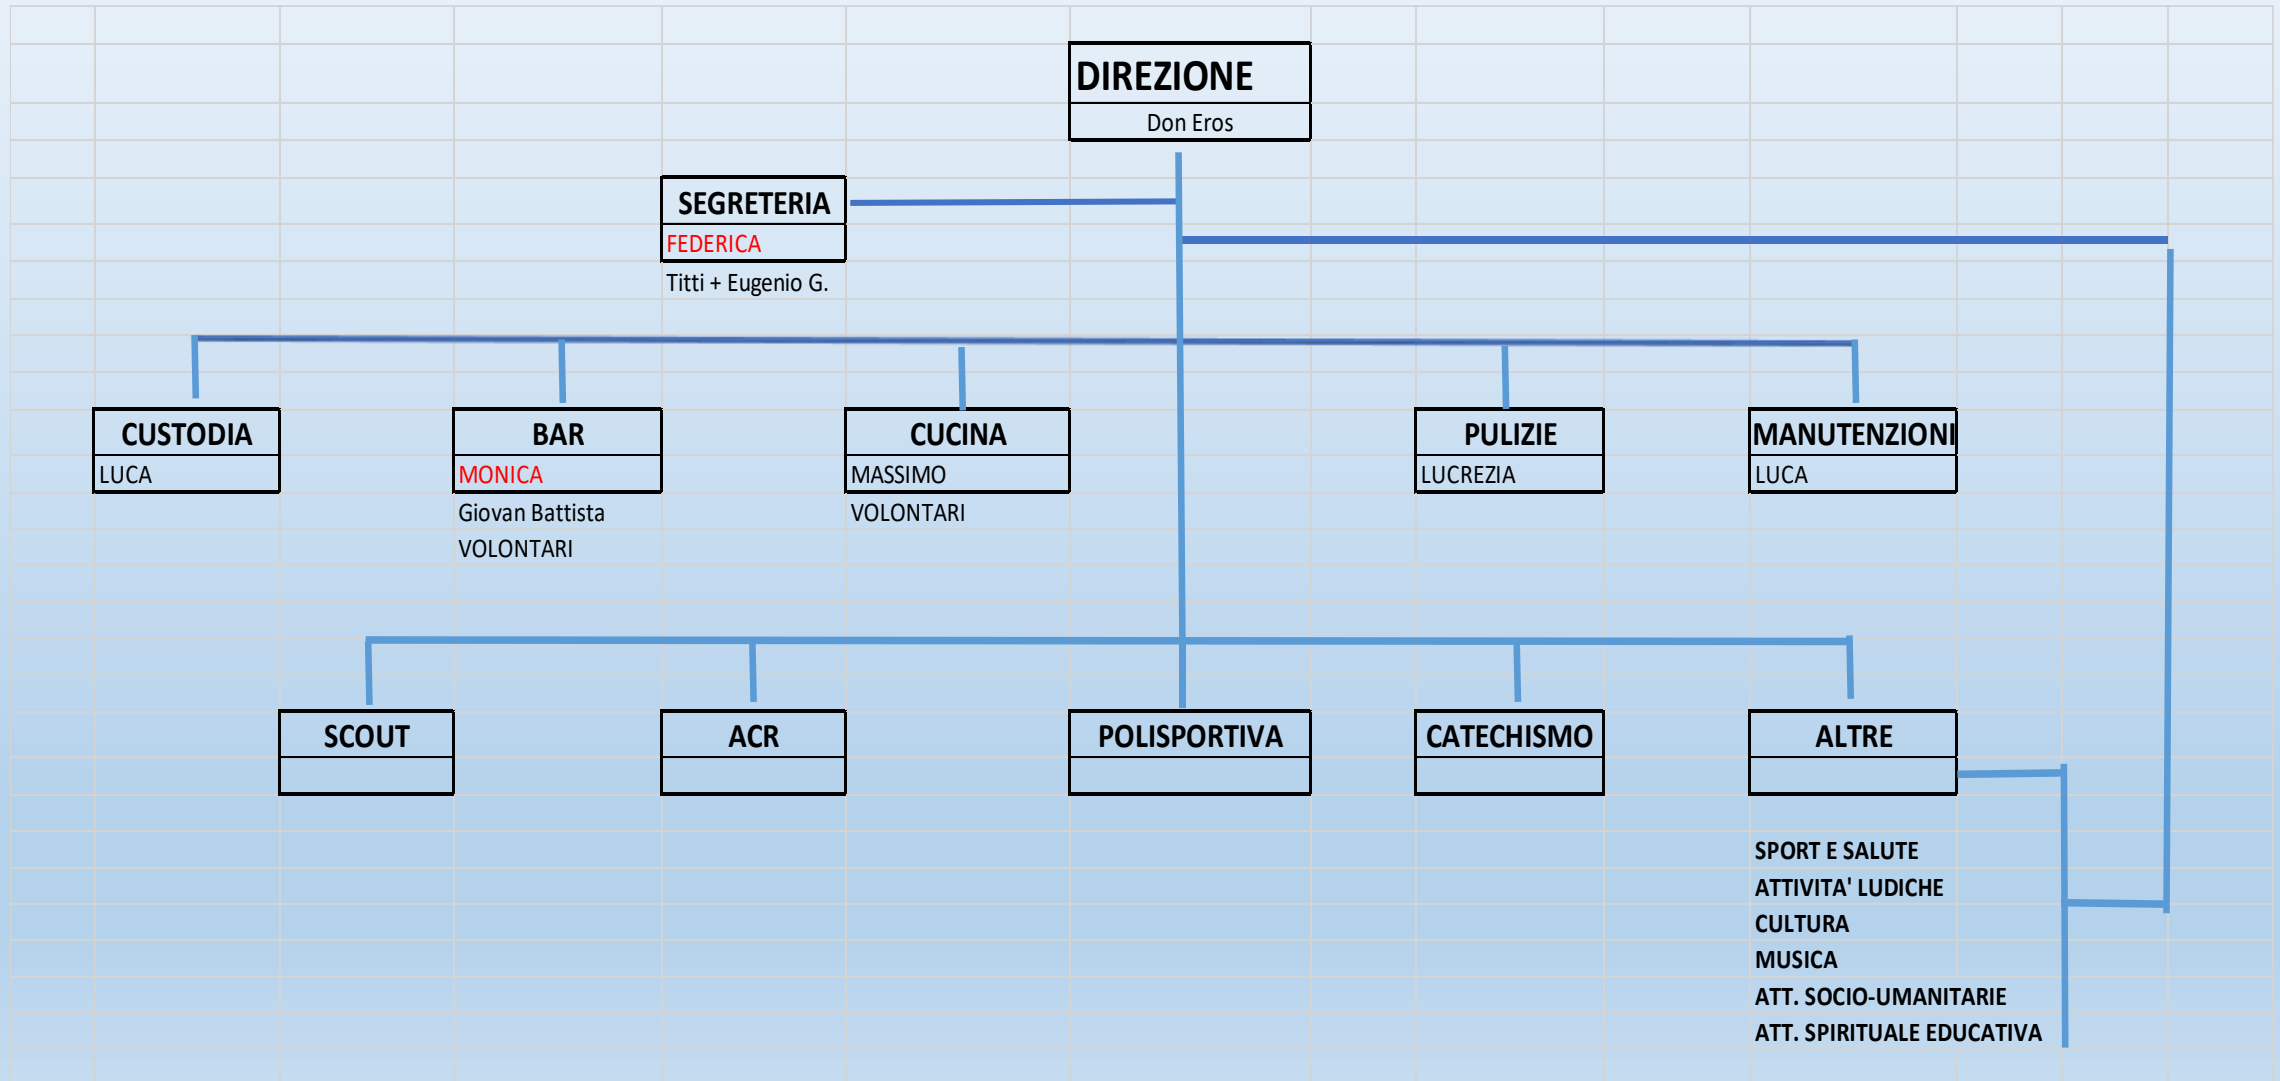 DIREZIONE
Don Eros
SEGRETERIA
FEDERICA
Titti + Eugenio G.
CUSTODIA
LUCA
BAR
MONICA
Giovan Battista
VOLONTARI
CUCINA
MASSIMO
VOLONTARI
PULIZIE
LUCREZIA
MANUTENZIONI
LUCA
SCOUT
ACR
POLISPORTIVA
CATECHISMO
ALTRE
SPORT E SALUTE
ATTIVITA' LUDICHE
CULTURA
MUSICA
ATT. SOCIO-UMANITARIE
ATT. SPIRITUALE EDUCATIVA